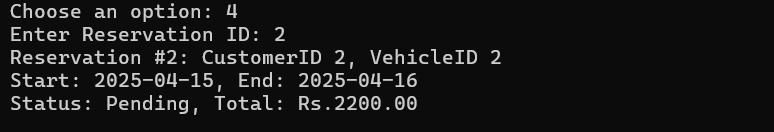 Choose an option: 4
Enter Reservation ID: 2
Reservation #2: CustomerID 2, VehicleID 2
Start: 2025-04-15, End: 2025-04-16
Status: Pending, Total: Rs.2200.00